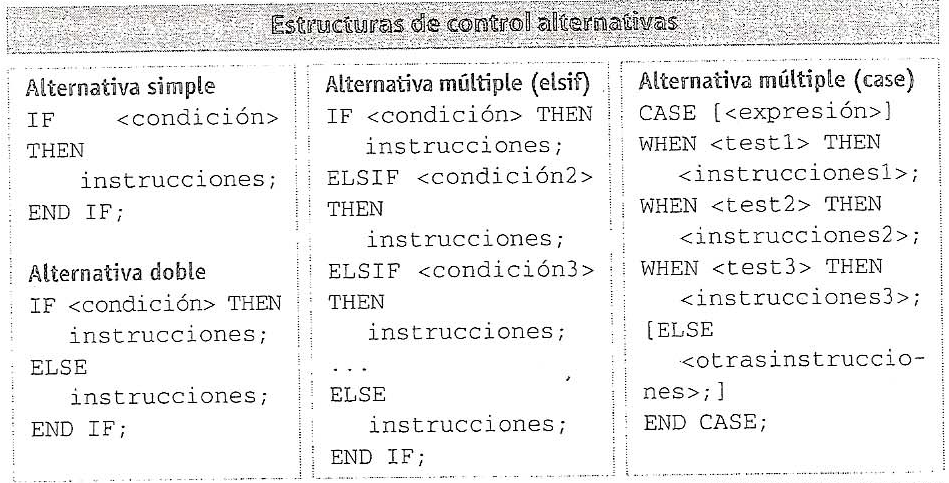 Estructuras de control alternativas
Alternativa simple
IF <condición>
THEN
instrucciones;
END IF;
Alternativa doble
IF <condición> THEN
instrucciones;
ELSE
instrucciones;
END IF;
Alternativa múltiple (elsif)
IF <condición> THEN
instrucciones;
ELSIF <condición2>
THEN
instrucciones;
ELSIF <condición3>
THEN
instrucciones;
...
ELSE
instrucciones;
END IF;
Alternativa múltiple (case)
CASE [<expresión>]
WHEN <test1> THEN
<instrucciones1>;
WHEN <test2> THEN
<instrucciones2>;
WHEN <test3> THEN
<instrucciones3>;
[ELSE
<otrasinstruccio-
nes>;]
END CASE;